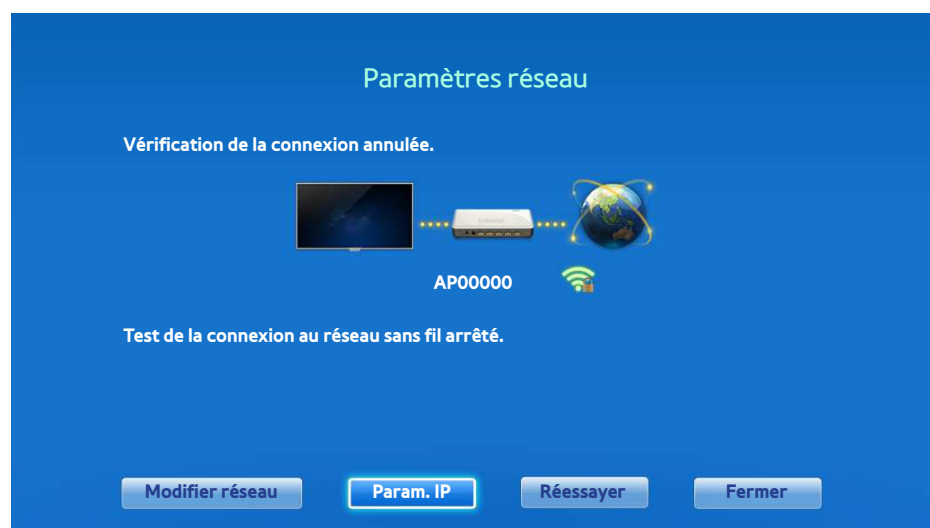 Paramètres réseau
Vérification de la connexion annulée.
AP00000
Test de la connexion au réseau sans fil arrêté.
Modifier réseau Param. IP Réessayer Fermer